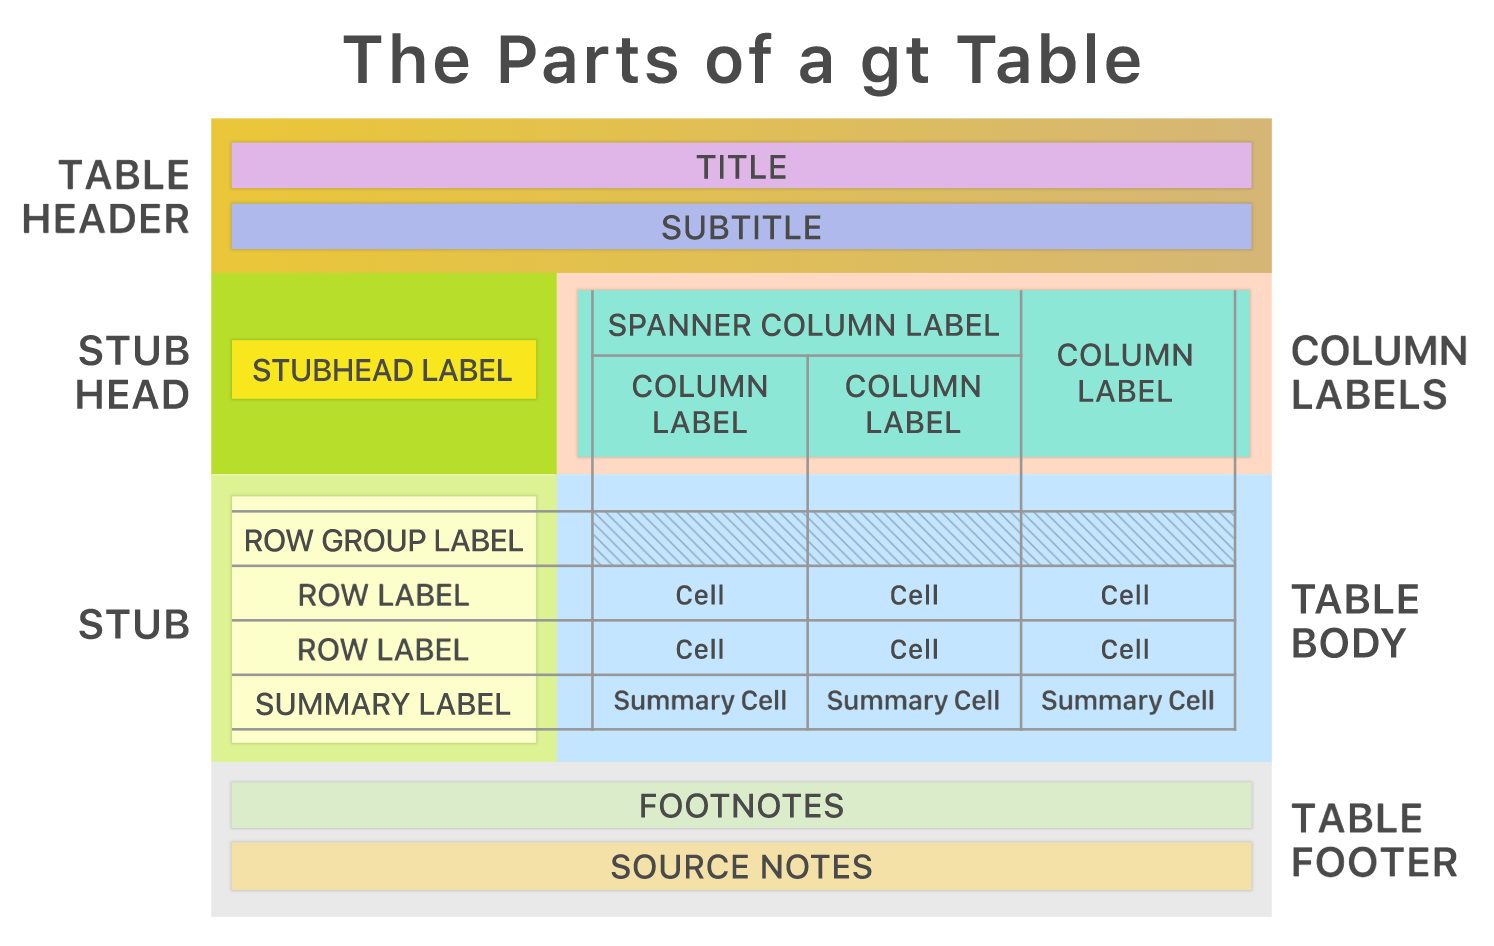 The Parts of a gt Table
TABLE
HEADER
TITLE
SUBTITLE
STUB
HEAD
STUBHEAD LABEL
SPANNER COLUMN LABEL
COLUMN
LABEL
COLUMN
LABEL
COLUMN
LABEL
COLUMN
LABELS
STUB
ROW GROUP LABEL
ROW LABEL
Cell
Cell
Cell
ROW LABEL
Cell
Cell
Cell
SUMMARY LABEL
Summary Cell
Summary Cell
Summary Cell
TABLE
BODY
FOOTNOTES
SOURCE NOTES
TABLE
FOOTER